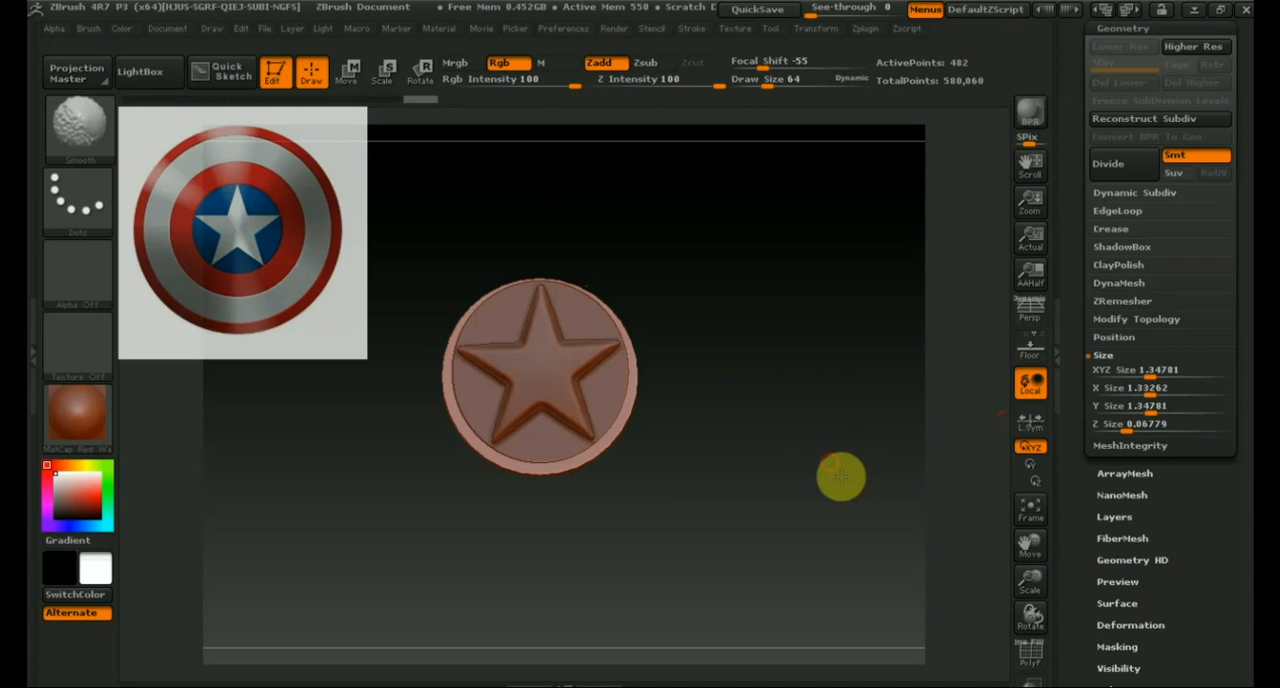 ZBrush 4R7 P3 (x64)[HJUS-SGRF-QIEJ-SUBI-NGFS] ZBrush Document • Free Mem 0.452GB • Active Mem 550 • Scratch D QuickSave See-through 0 Menus DefaultZScript
Alpha Brush Color Document Draw Edit File Layer Light Macro Marker Material Movie Picker Preferences Render Stencil Stroke Texture Tool Transform Zplugin Zscript
Projection Master
LightBox
Quick Sketch
Edit
Draw
Move
Scale
Rotate
Mrgb Rgb M
Rgb Intensity 100
Zadd Zsub Zcut
Z Intensity 100
Focal Shift -55
Draw Size 64 Dynamic
ActivePoints: 482
TotalPoints: 580,060
Smooth
Dots
Alpha Off
Texture Off
MatCap Red Wa
Gradient
SwitchColor
Alternate
BPR
SPix
Scroll
Zoom
Actual
AAHalf
Dynamic
Persp
Floor
Local
L.Sym
XYZ
Frame
Move
Scale
Rotate
Line Fill
PolyF
Geometry
Lower Res Higher Res
SDiv Cage Rstr
Del Lower Del Higher
Freeze SubDivision Levels
Reconstruct Subdiv
Convert BPR To Geo
Divide Smt
Suv ReUV
Dynamic Subdiv
EdgeLoop
Crease
ShadowBox
ClayPolish
DynaMesh
ZRemesher
Modify Topology
Position
Size
XYZ Size 1.34781
X Size 1.33262
Y Size 1.34781
Z Size 0.06779
MeshIntegrity
ArrayMesh
NanoMesh
Layers
FiberMesh
Geometry HD
Preview
Surface
Deformation
Masking
Visibility